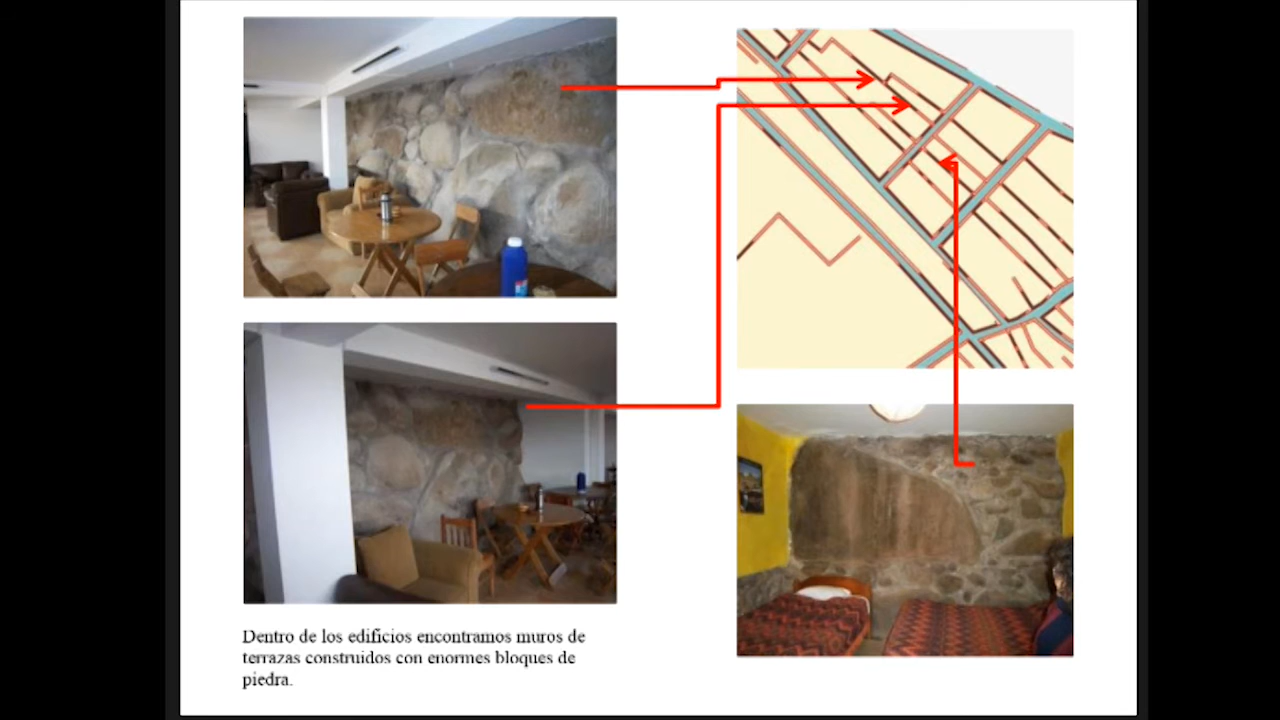 Dentro de los edificios encontramos muros de
terrazas construidos con enormes bloques de
piedra.